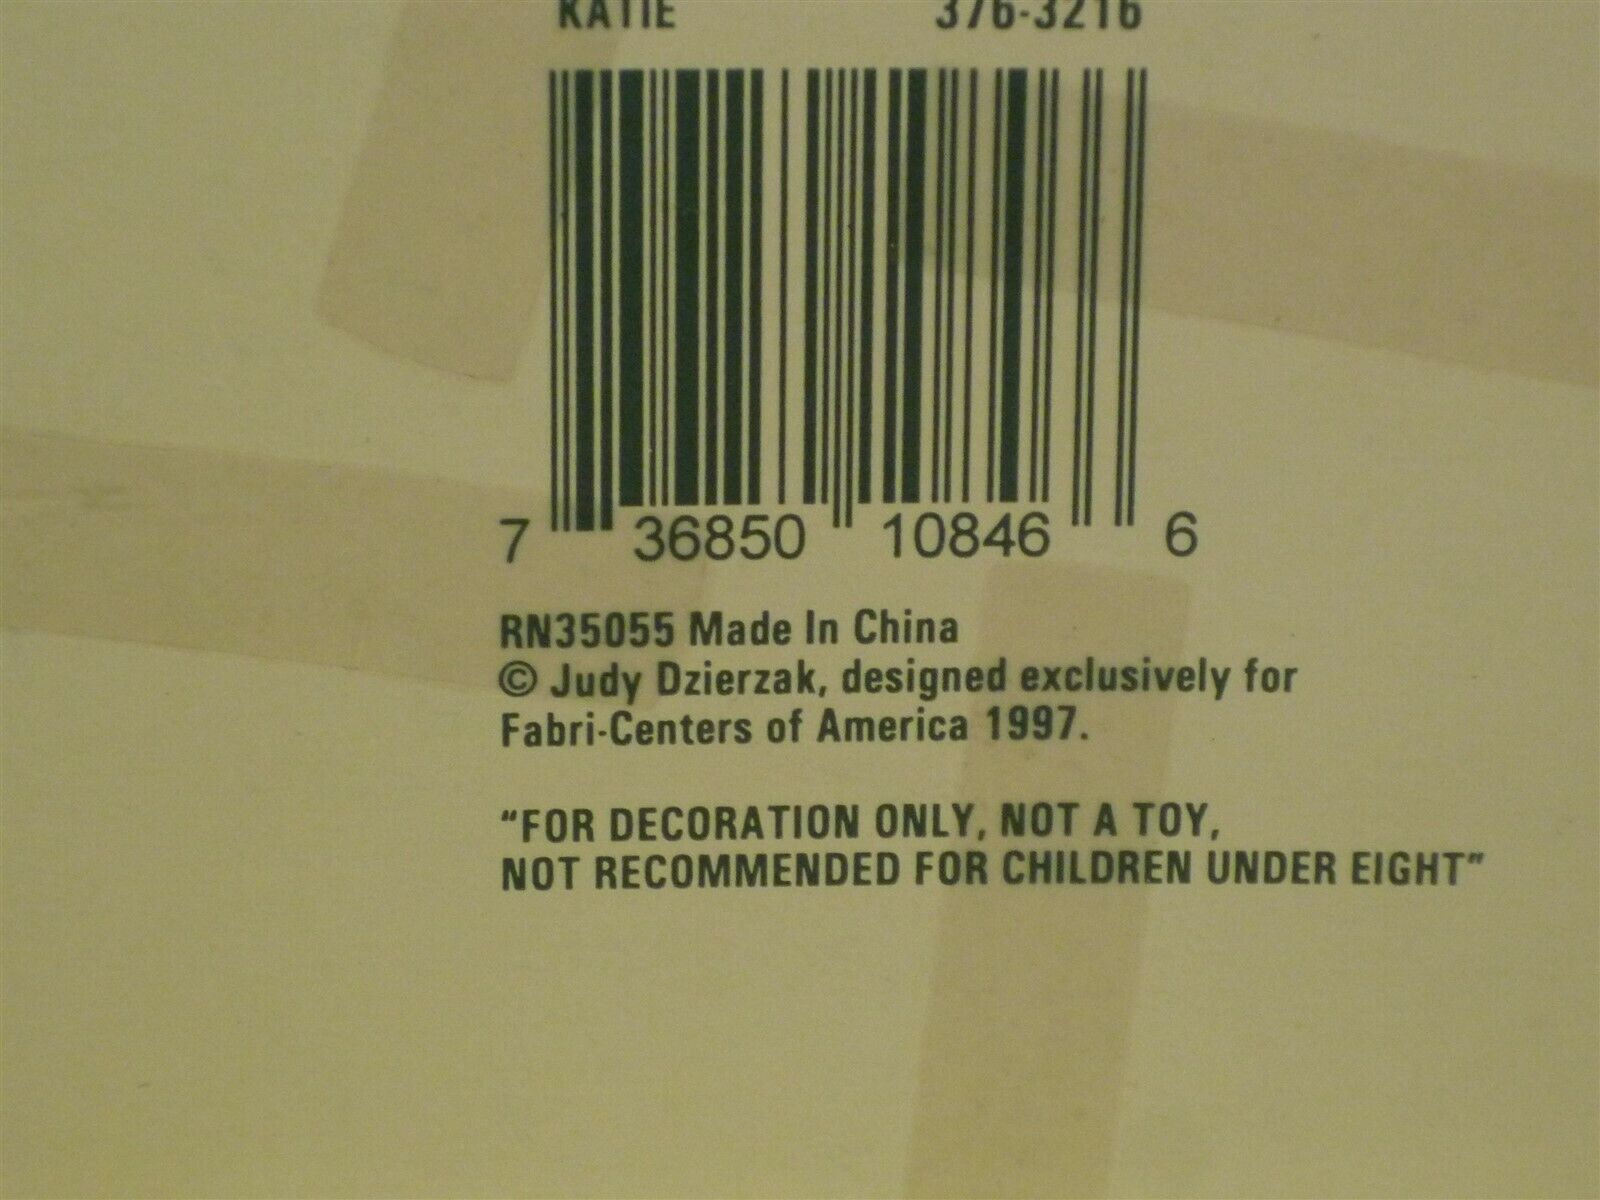 KATIE 376-3216
7 36850 10846 6
RN35055 Made In China
© Judy Dzierzak, designed exclusively for
Fabri-Centers of America 1997.
"FOR DECORATION ONLY, NOT A TOY,
NOT RECOMMENDED FOR CHILDREN UNDER EIGHT"